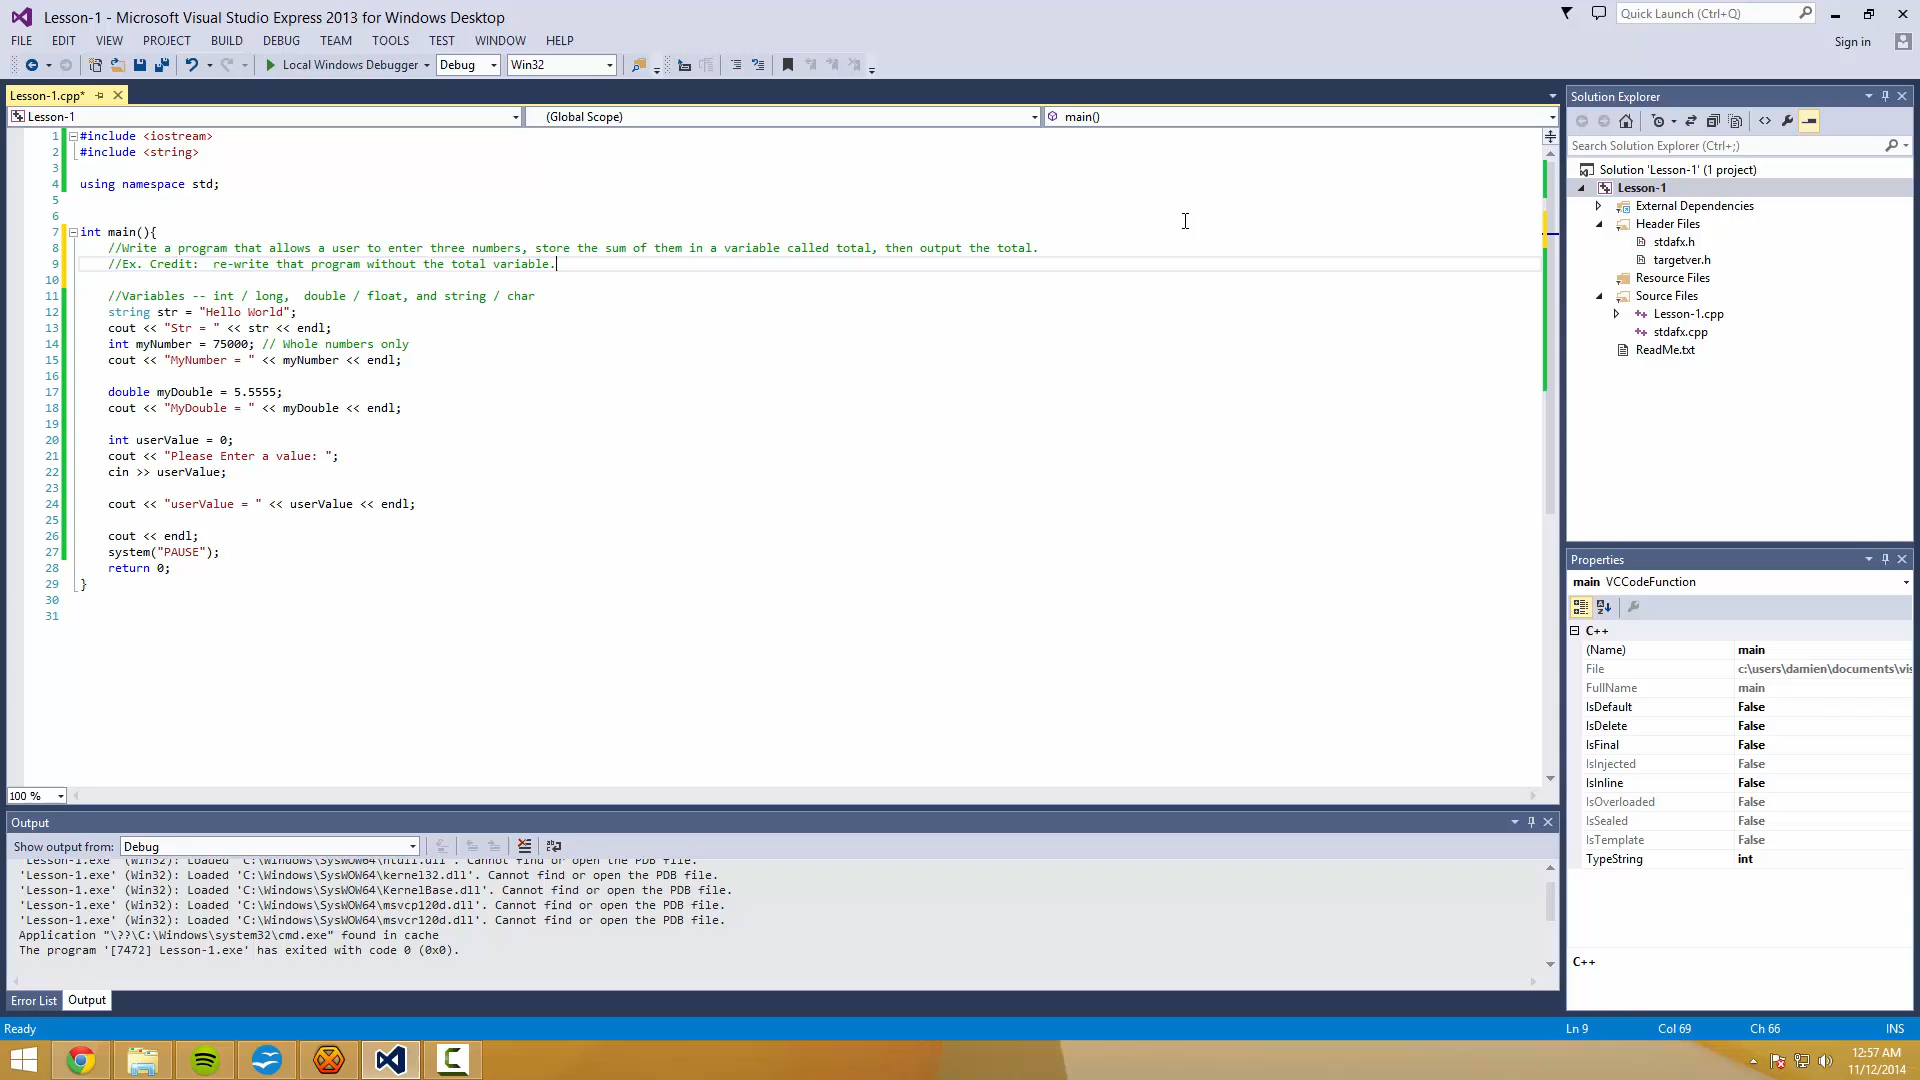 Lesson-1 - Microsoft Visual Studio Express 2013 for Windows Desktop
Quick Launch (Ctrl+Q)
FILE EDIT VIEW PROJECT BUILD DEBUG TEAM TOOLS TEST WINDOW HELP
Sign in
Local Windows Debugger Debug Win32
Lesson-1.cpp*
Lesson-1 (Global Scope) main()
1 #include <iostream>
2 #include <string>
3
4 using namespace std;
5
6
7 int main(){
8 //Write a program that allows a user to enter three numbers, store the sum of them in a variable called total, then output the total.
9 //Ex. Credit:  re-write that program without the total variable.
10
11 //Variables -- int / long,  double / float, and string / char
12 string str = "Hello World";
13 cout << "Str = " << str << endl;
14 int myNumber = 75000; // Whole numbers only
15 cout << "MyNumber = " << myNumber << endl;
16
17 double myDouble = 5.5555;
18 cout << "MyDouble = " << myDouble << endl;
19
20 int userValue = 0;
21 cout << "Please Enter a value: ";
22 cin >> userValue;
23
24 cout << "userValue = " << userValue << endl;
25
26 cout << endl;
27 system("PAUSE");
28 return 0;
29 }
30
31
100 %
Solution Explorer
Search Solution Explorer (Ctrl+;)
Solution 'Lesson-1' (1 project)
Lesson-1
External Dependencies
Header Files
stdafx.h
targetver.h
Resource Files
Source Files
Lesson-1.cpp
stdafx.cpp
ReadMe.txt
Properties
main VCCodeFunction
C++
(Name) main
File c:\users\damien\documents\vis
FullName main
IsDefault False
IsDelete False
IsFinal False
IsInjected False
IsInline False
IsOverloaded False
IsSealed False
IsTemplate False
TypeString int
C++
Output
Show output from: Debug
'Lesson-1.exe' (Win32): Loaded 'C:\Windows\SysWOW64\ntdll.dll'. Cannot find or open the PDB file.
'Lesson-1.exe' (Win32): Loaded 'C:\Windows\SysWOW64\kernel32.dll'. Cannot find or open the PDB file.
'Lesson-1.exe' (Win32): Loaded 'C:\Windows\SysWOW64\KernelBase.dll'. Cannot find or open the PDB file.
'Lesson-1.exe' (Win32): Loaded 'C:\Windows\SysWOW64\msvcp120d.dll'. Cannot find or open the PDB file.
'Lesson-1.exe' (Win32): Loaded 'C:\Windows\SysWOW64\msvcr120d.dll'. Cannot find or open the PDB file.
Application "\??\C:\Windows\system32\cmd.exe" found in cache
The program '[7472] Lesson-1.exe' has exited with code 0 (0x0).
Error List Output
Ready Ln 9 Col 69 Ch 66 INS
12:57 AM
11/12/2014